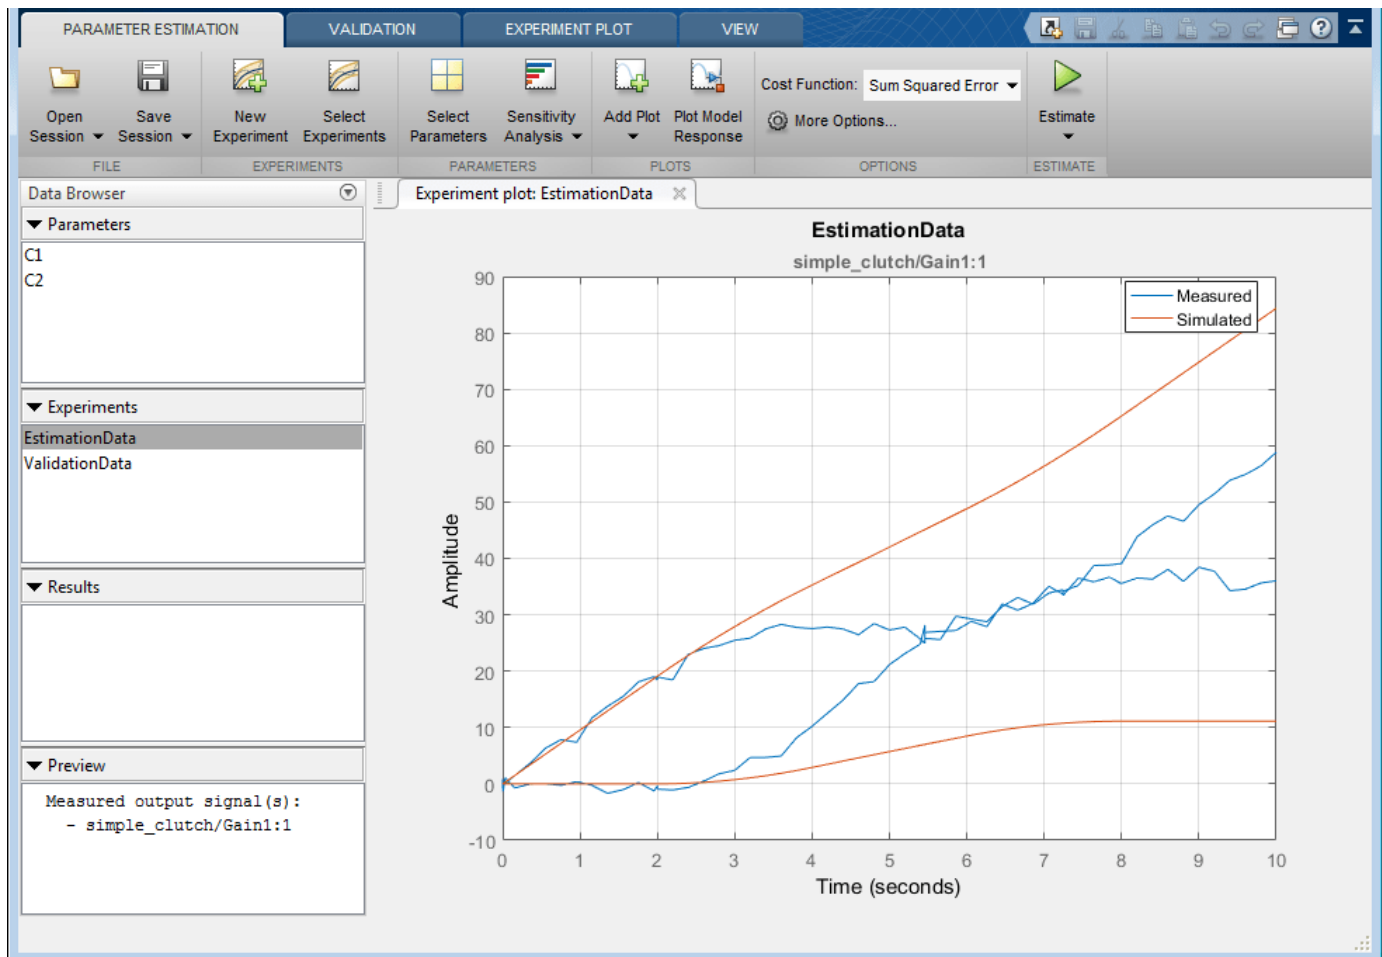 PARAMETER ESTIMATION VALIDATION EXPERIMENT PLOT VIEW
Open Session Save Session New Experiment Select Experiments Select Parameters Sensitivity Analysis Add Plot Plot Model Response Cost Function: Sum Squared Error Estimate
More Options...
FILE EXPERIMENTS PARAMETERS PLOTS OPTIONS ESTIMATE
Data Browser
Parameters
C1
C2
Experiments
EstimationData
ValidationData
Results
Preview
Measured output signal(s):
- simple_clutch/Gain1:1
Experiment plot: EstimationData
EstimationData
simple_clutch/Gain1:1
Measured
Simulated
Amplitude
90
80
70
60
50
40
30
20
10
0
-10
0 1 2 3 4 5 6 7 8 9 10
Time (seconds)